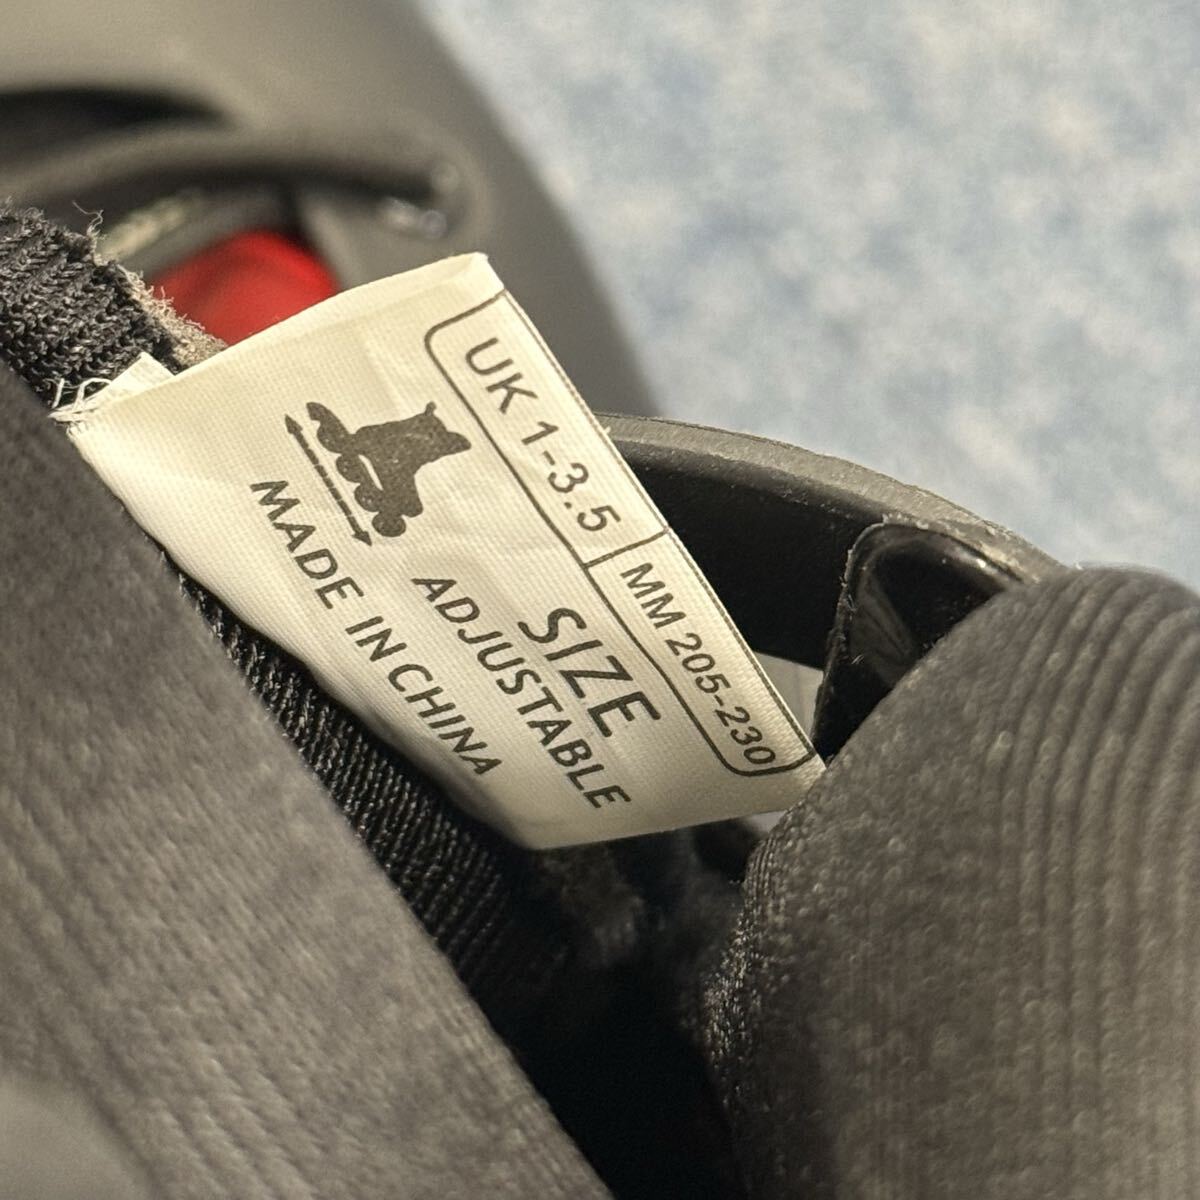 UK 1-3.5
MM 205-230
SIZE
ADJUSTABLE
MADE IN CHINA